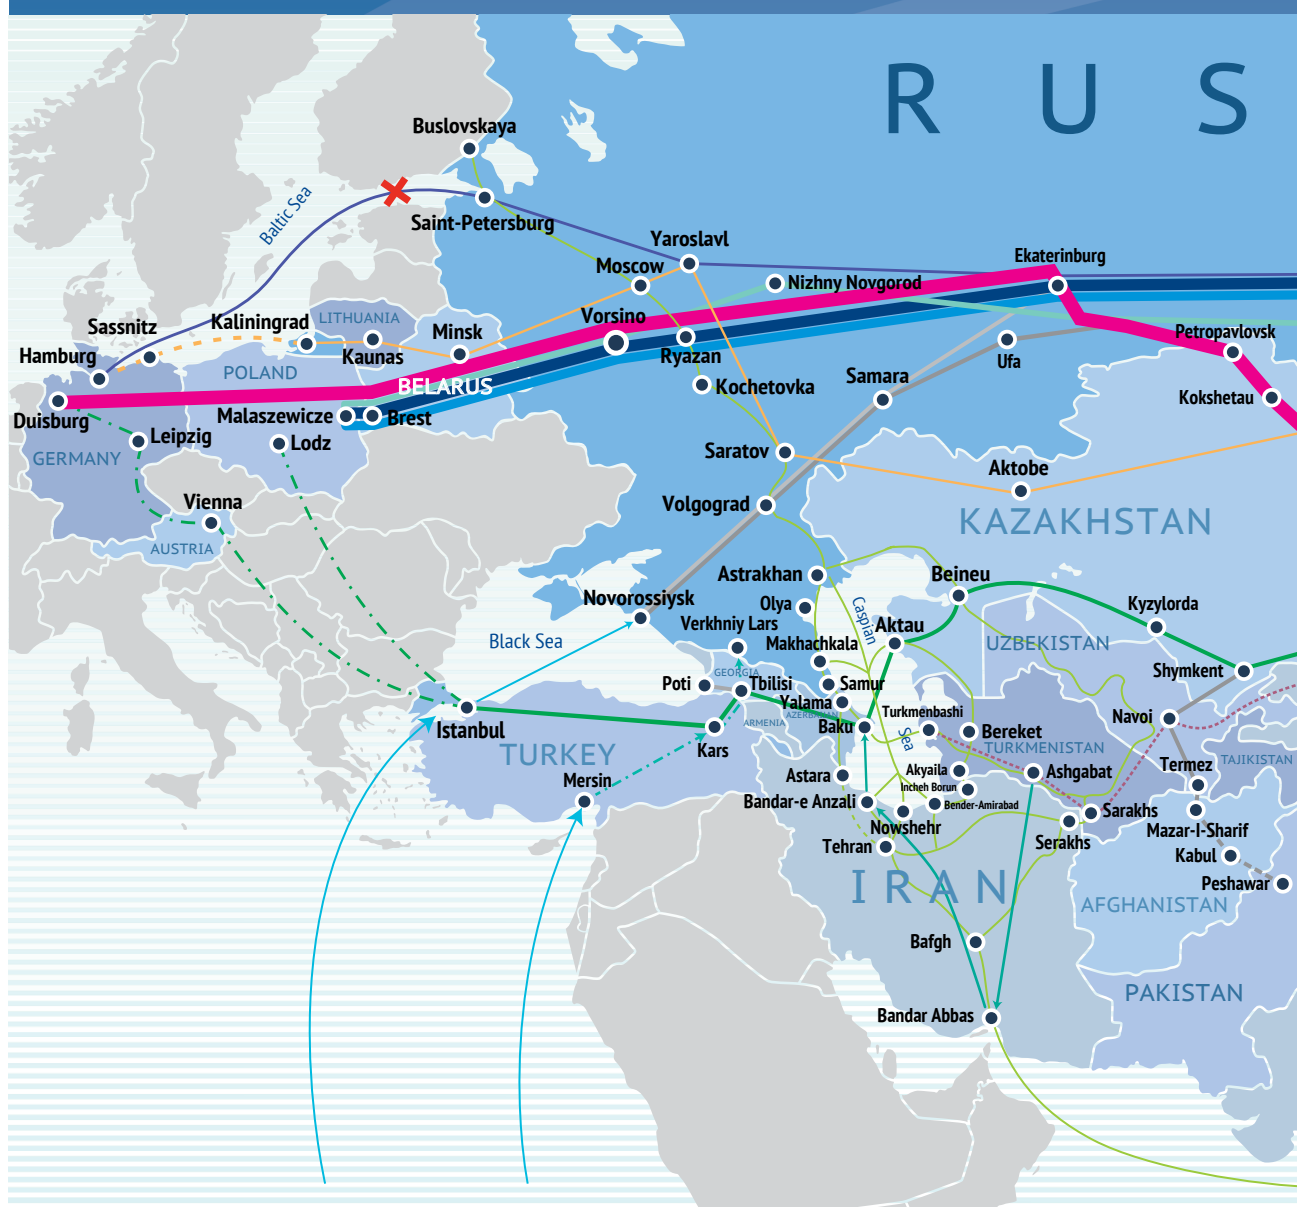 R U S
Buslovskaya
Baltic Sea
Saint-Petersburg
Yaroslavl
Moscow
Ekaterinburg
Nizhny Novgorod
Vorsino
Sassnitz
Kaliningrad
LITHUANIA
Minsk
Kaunas
Ryazan
Petropavlovsk
Hamburg
POLAND
BELARUS
Kochetovka
Samara
Ufa
Kokshetau
Duisburg
Malaszewicze
Brest
Leipzig
Lodz
GERMANY
Saratov
Aktobe
Vienna
Volgograd
KAZAKHSTAN
AUSTRIA
Astrakhan
Beineu
Novorossiysk
Olya
Caspian
Kyzylorda
Verkhniy Lars
Aktau
Black Sea
Makhachkala
UZBEKISTAN
GEORGIA
Shymkent
Poti
Tbilisi
Samur
Yalama
Turkmenbashi
AZERBAIJAN
ARMENIA
Navoi
Istanbul
Baku
Sea
Bereket
TURKEY
Kars
TURKMENISTAN
TAJIKISTAN
Termez
Mersin
Astara
Akyaila
Ashgabat
Incheh Borun
Bandar-e Anzali
Bender-Amirabad
Sarakhs
Nowshehr
Mazar-I-Sharif
Tehran
Serakhs
Kabul
IRAN
Peshawar
AFGHANISTAN
Bafgh
PAKISTAN
Bandar Abbas